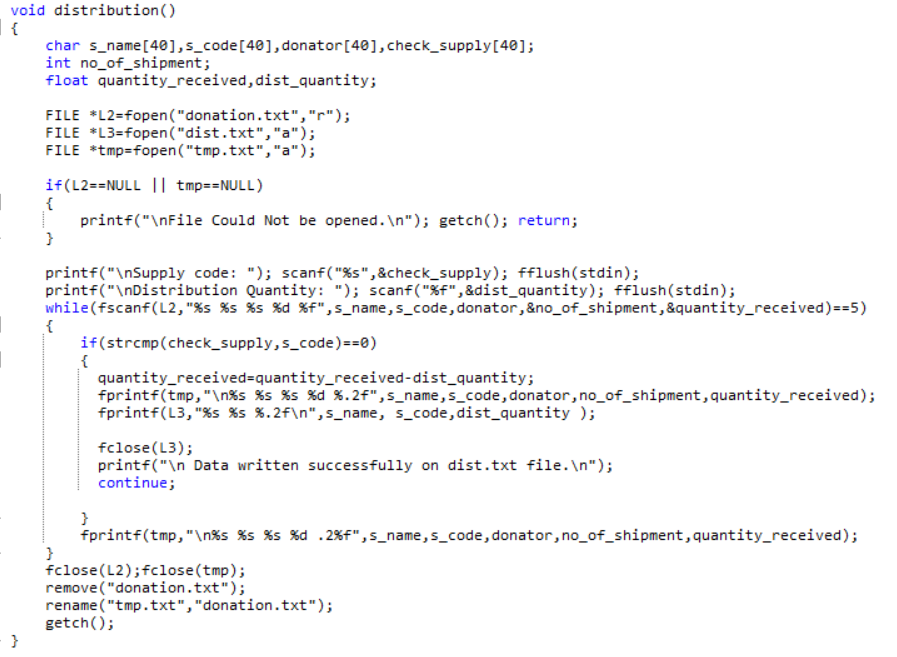 void distribution()
{
    char s_name[40],s_code[40],donator[40],check_supply[40];
    int no_of_shipment;
    float quantity_received,dist_quantity;

    FILE *L2=fopen("donation.txt","r");
    FILE *L3=fopen("dist.txt","a");
    FILE *tmp=fopen("tmp.txt","a");

    if(L2==NULL || tmp==NULL)
    {
        printf("\nFile Could Not be opened.\n"); getch(); return;
    }

    printf("\nSupply code: "); scanf("%s",&check_supply); fflush(stdin);
    printf("\nDistribution Quantity: "); scanf("%f",&dist_quantity); fflush(stdin);
    while(fscanf(L2,"%s %s %s %d %f",s_name,s_code,donator,&no_of_shipment,&quantity_received)==5)
    {
        if(strcmp(check_supply,s_code)==0)
        {
          quantity_received=quantity_received-dist_quantity;
          fprintf(tmp,"\n%s %s %s %d %.2f",s_name,s_code,donator,no_of_shipment,quantity_received);
          fprintf(L3,"%s %s %.2f\n",s_name, s_code,dist_quantity );

          fclose(L3);
          printf("\n Data written successfully on dist.txt file.\n");
          continue;

        }
        fprintf(tmp,"\n%s %s %s %d .2%f",s_name,s_code,donator,no_of_shipment,quantity_received);
    }
    fclose(L2);fclose(tmp);
    remove("donation.txt");
    rename("tmp.txt","donation.txt");
    getch();
}